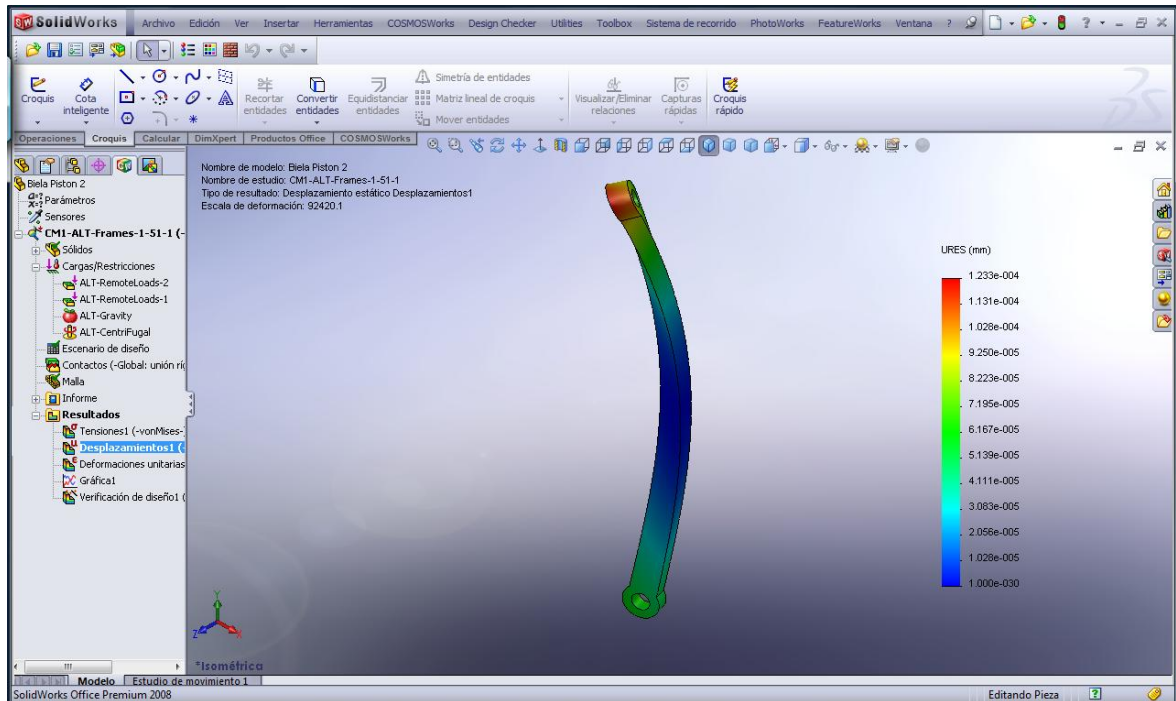 SolidWorks Archivo Edición Ver Insertar Herramientas COSMOSWorks Design Checker Utilities Toolbox Sistema de recorrido PhotoWorks FeatureWorks Ventana ?
Croquis Cota inteligente Recortar entidades Convertir entidades Equidistanciar entidades Simetría de entidades Matriz lineal de croquis Mover entidades Visualizar/Eliminar relaciones Capturas rápidas Croquis rápido
Operaciones Croquis Calcular DimXpert Productos Office COSMOSWorks
Biela Piston 2
Parámetros
Sensores
CM1-ALT-Frames-1-51-1 (-
Sólidos
Cargas/Restricciones
ALT-RemoteLoads-2
ALT-RemoteLoads-1
ALT-Gravity
ALT-CentriFugal
Escenario de diseño
Contactos (-Global: unión ríg
Malla
Informe
Resultados
Tensiones1 (-vonMises-
Desplazamientos1 (-
Deformaciones unitarias
Gráfica1
Verificación de diseño1 (
Nombre de modelo: Biela Piston 2
Nombre de estudio: CM1-ALT-Frames-1-51-1
Tipo de resultado: Desplazamiento estático Desplazamientos1
Escala de deformación: 92420.1
URES (mm)
1.233e-004
1.131e-004
1.028e-004
9.250e-005
8.223e-005
7.195e-005
6.167e-005
5.139e-005
4.111e-005
3.083e-005
2.056e-005
1.028e-005
1.000e-030
Y
Z X
*Isométrica
Modelo Estudio de movimiento 1
SolidWorks Office Premium 2008 Editando Pieza